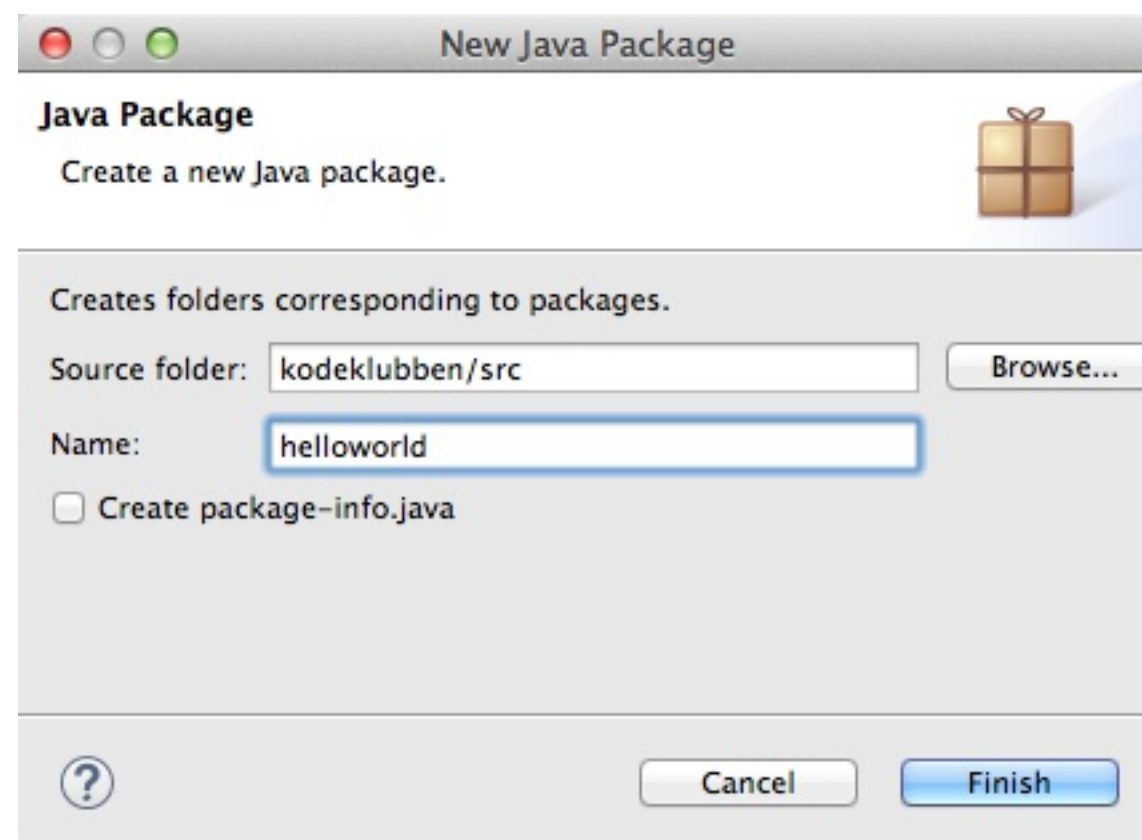 New Java Package
Java Package
Create a new Java package.
Creates folders corresponding to packages.
Source folder: kodeklubben/src Browse...
Name: helloworld
Create package-info.java
? Cancel Finish